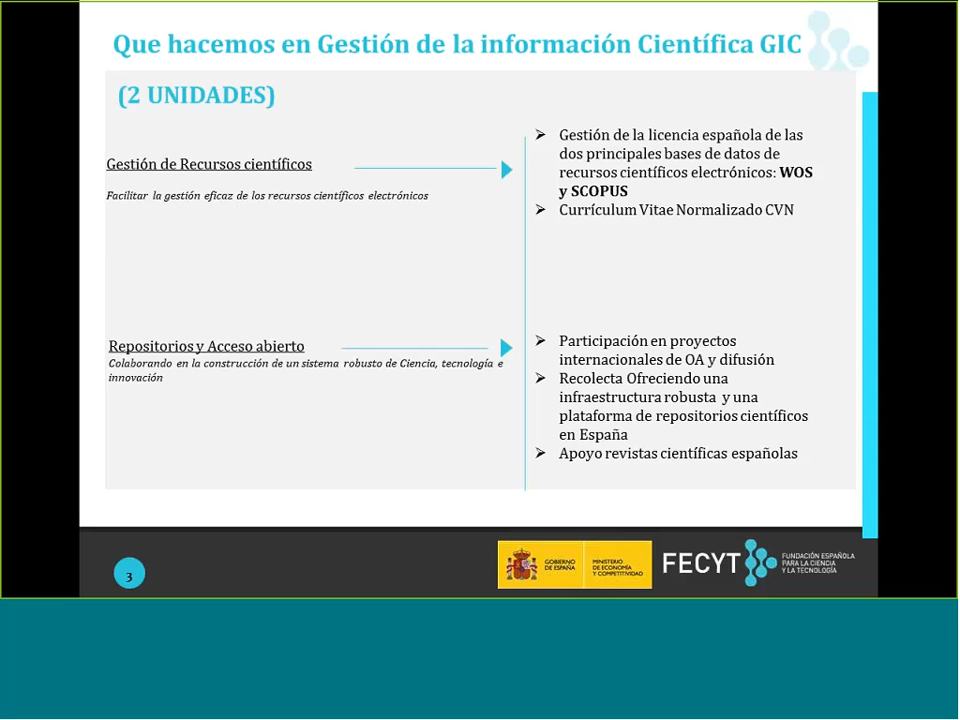 Que hacemos en Gestión de la información Científica GIC
(2 UNIDADES)
Gestión de Recursos científicos
Facilitar la gestión eficaz de los recursos científicos electrónicos
Gestión de la licencia española de las
dos principales bases de datos de
recursos científicos electrónicos: WOS
y SCOPUS
Currículum Vitae Normalizado CVN
Repositorios y Acceso abierto
Colaborando en la construcción de un sistema robusto de Ciencia, tecnología e
innovación
Participación en proyectos
internacionales de OA y difusión
Recolecta Ofreciendo una
infraestructura robusta y una
plataforma de repositorios científicos
en España
Apoyo revistas científicas españolas
3
GOBIERNO
DE ESPAÑA
MINISTERIO
DE ECONOMÍA
Y COMPETITIVIDAD
FECYT
FUNDACIÓN ESPAÑOLA
PARA LA CIENCIA
Y LA TECNOLOGÍA